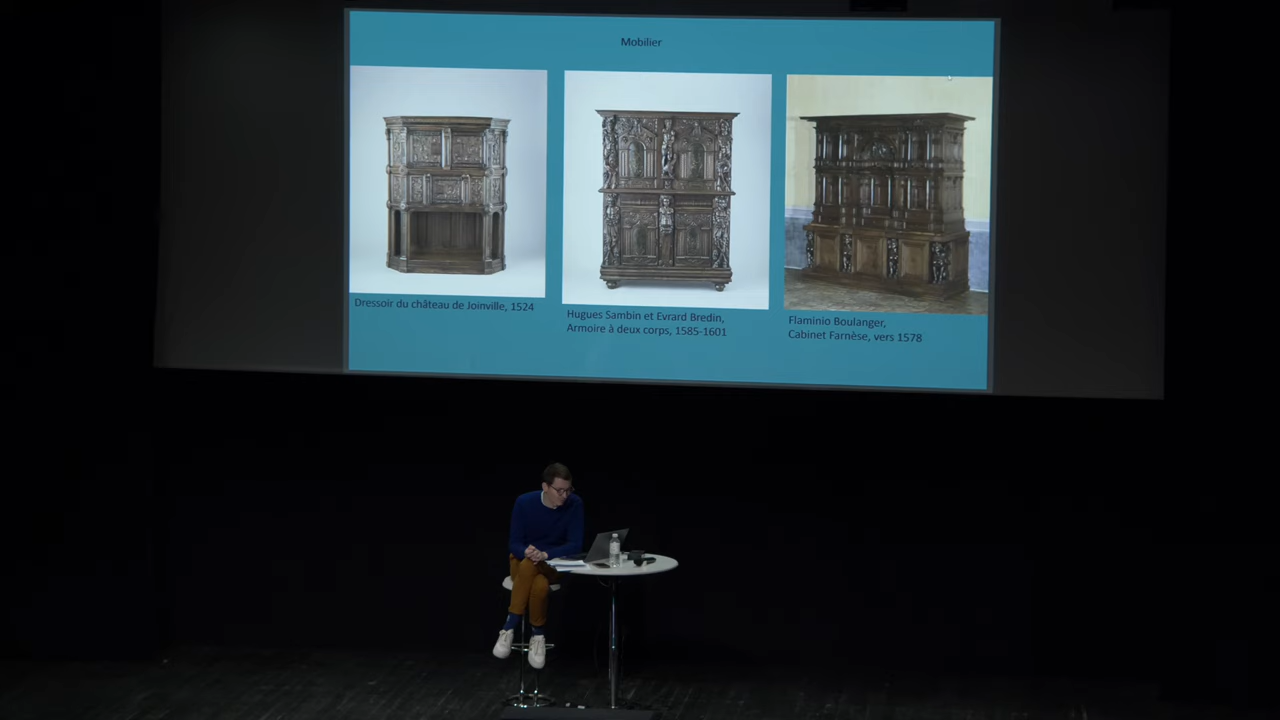 Mobilier
Dressoir du château de Joinville, 1524
Hugues Sambin et Evrard Bredin,
Armoire à deux corps, 1585-1601
Flaminio Boulanger,
Cabinet Farnèse, vers 1578